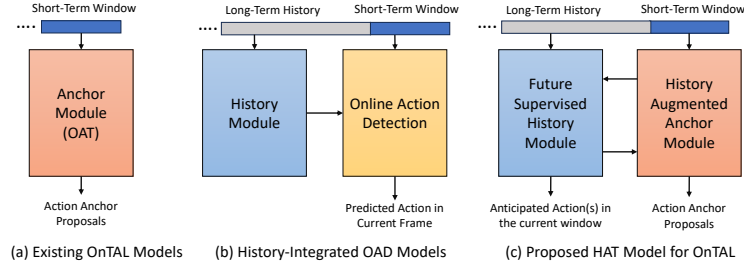 Short-Term Window
....
Anchor
Module
(OAT)
Action Anchor
Proposals
(a) Existing OnTAL Models
Long-Term History
Short-Term Window
....
History
Module
Online Action
Detection
Predicted Action in
Current Frame
(b) History-Integrated OAD Models
Long-Term History
Short-Term Window
....
Future
Supervised
History
Module
History
Augmented
Anchor
Module
Anticipated Action(s) in
the current window
Action Anchor
Proposals
(c) Proposed HAT Model for OnTAL